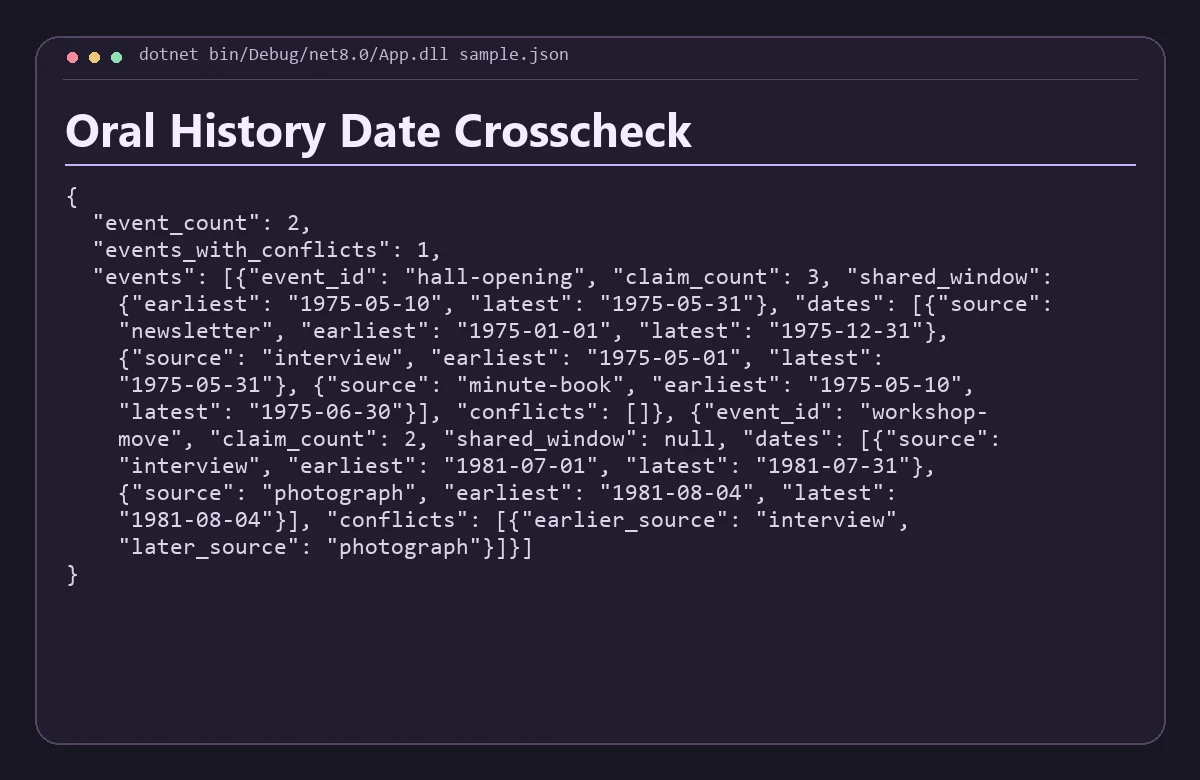 dotnet bin/Debug/net8.0/App.dll sample.json
Oral History Date Crosscheck
{
"event_count": 2,
"events_with_conflicts": 1,
"events": [{"event_id": "hall-opening", "claim_count": 3, "shared_window":
{"earliest": "1975-05-10", "latest": "1975-05-31"}, "dates": [{"source":
"newsletter", "earliest": "1975-01-01", "latest": "1975-12-31"},
{"source": "interview", "earliest": "1975-05-01", "latest":
"1975-05-31"}, {"source": "minute-book", "earliest": "1975-05-10",
"latest": "1975-06-30"}], "conflicts": []}, {"event_id": "workshop-
move", "claim_count": 2, "shared_window": null, "dates": [{"source":
"interview", "earliest": "1981-07-01", "latest": "1981-07-31"},
{"source": "photograph", "earliest": "1981-08-04", "latest":
"1981-08-04"}], "conflicts": [{"earlier_source": "interview",
"later_source": "photograph"}]}]
}